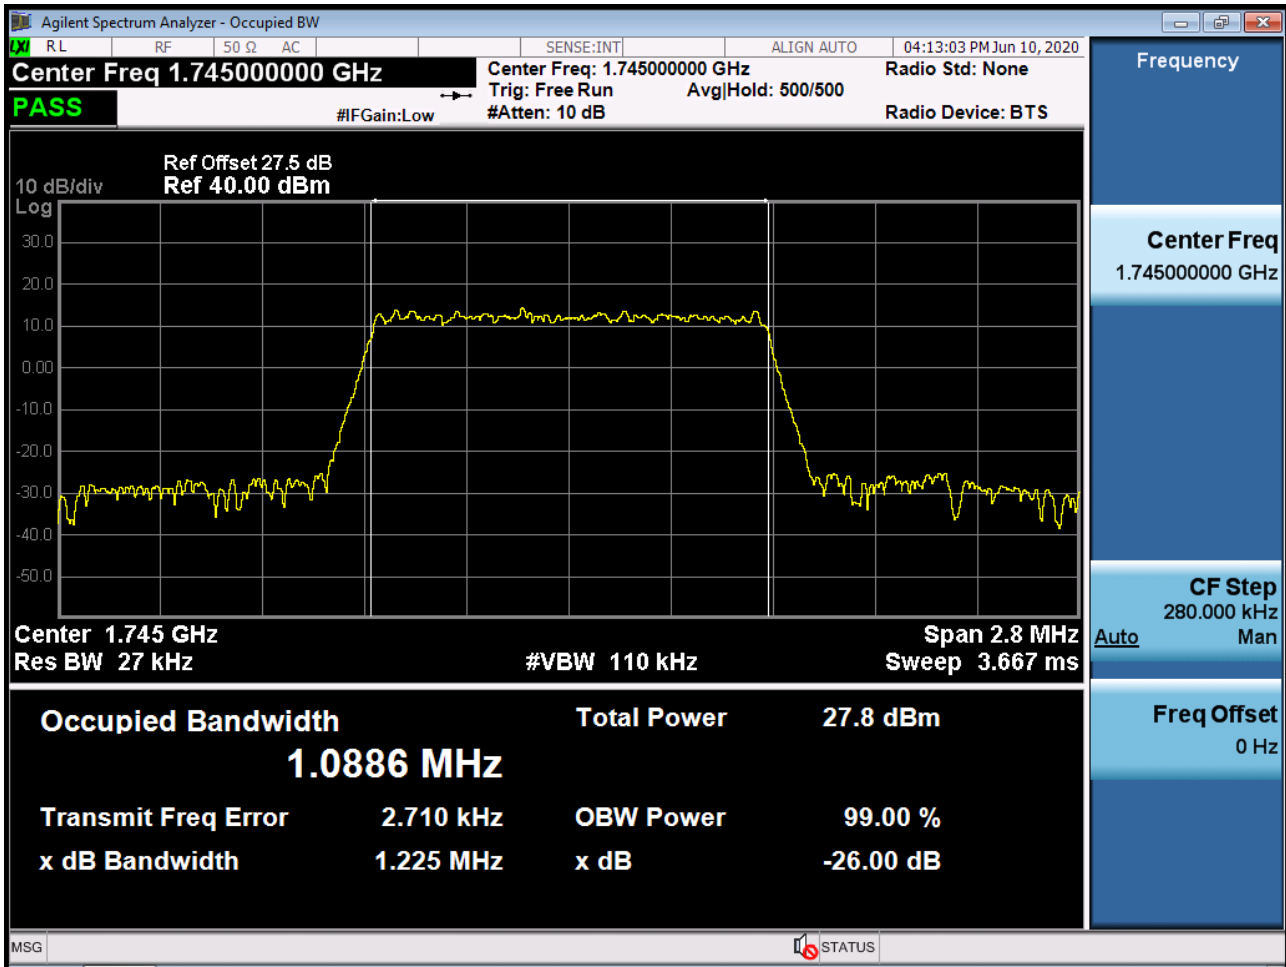 Agilent Spectrum Analyzer - Occupied BW
LXI RL RF 50 Ω AC SENSE:INT ALIGN AUTO 04:13:03 PM Jun 10, 2020
Center Freq 1.745000000 GHz
Center Freq: 1.745000000 GHz
Radio Std: None
Trig: Free Run
Avg|Hold: 500/500
PASS
#IFGain:Low
#Atten: 10 dB
Radio Device: BTS
Ref Offset 27.5 dB
10 dB/div
Ref 40.00 dBm
Log
30.0
20.0
10.0
0.00
-10.0
-20.0
-30.0
-40.0
-50.0
Center 1.745 GHz
Span 2.8 MHz
Res BW 27 kHz
#VBW 110 kHz
Sweep 3.667 ms
Occupied Bandwidth
Total Power 27.8 dBm
1.0886 MHz
Transmit Freq Error 2.710 kHz
OBW Power 99.00 %
x dB Bandwidth 1.225 MHz
x dB -26.00 dB
MSG
STATUS
Frequency
Center Freq
1.745000000 GHz
CF Step
280.000 kHz
Auto Man
Freq Offset
0 Hz